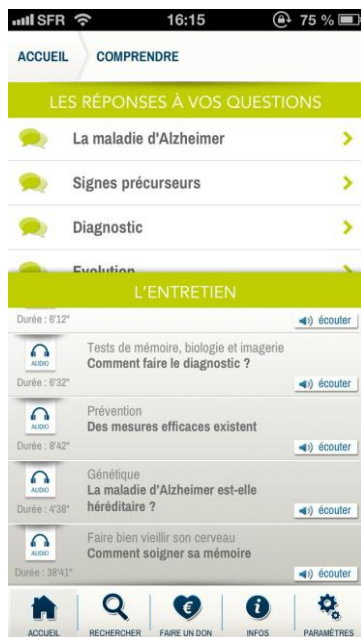 SFR 16:15 75 %
ACCUEIL COMPRENDRE
LES RÉPONSES À VOS QUESTIONS
La maladie d'Alzheimer
Signes précurseurs
Diagnostic
Evolution
L'ENTRETIEN
Durée : 6'12" écouter
Tests de mémoire, biologie et imagerie
AUDIO Comment faire le diagnostic ?
Durée : 6'32" écouter
Prévention
AUDIO Des mesures efficaces existent
Durée : 8'42" écouter
Génétique
AUDIO La maladie d'Alzheimer est-elle
héréditaire ?
Durée : 4'38" écouter
Faire bien vieillir son cerveau
AUDIO Comment soigner sa mémoire
Durée : 38'41" écouter
ACCUEIL RECHERCHER FAIRE UN DON INFOS PARAMÈTRES